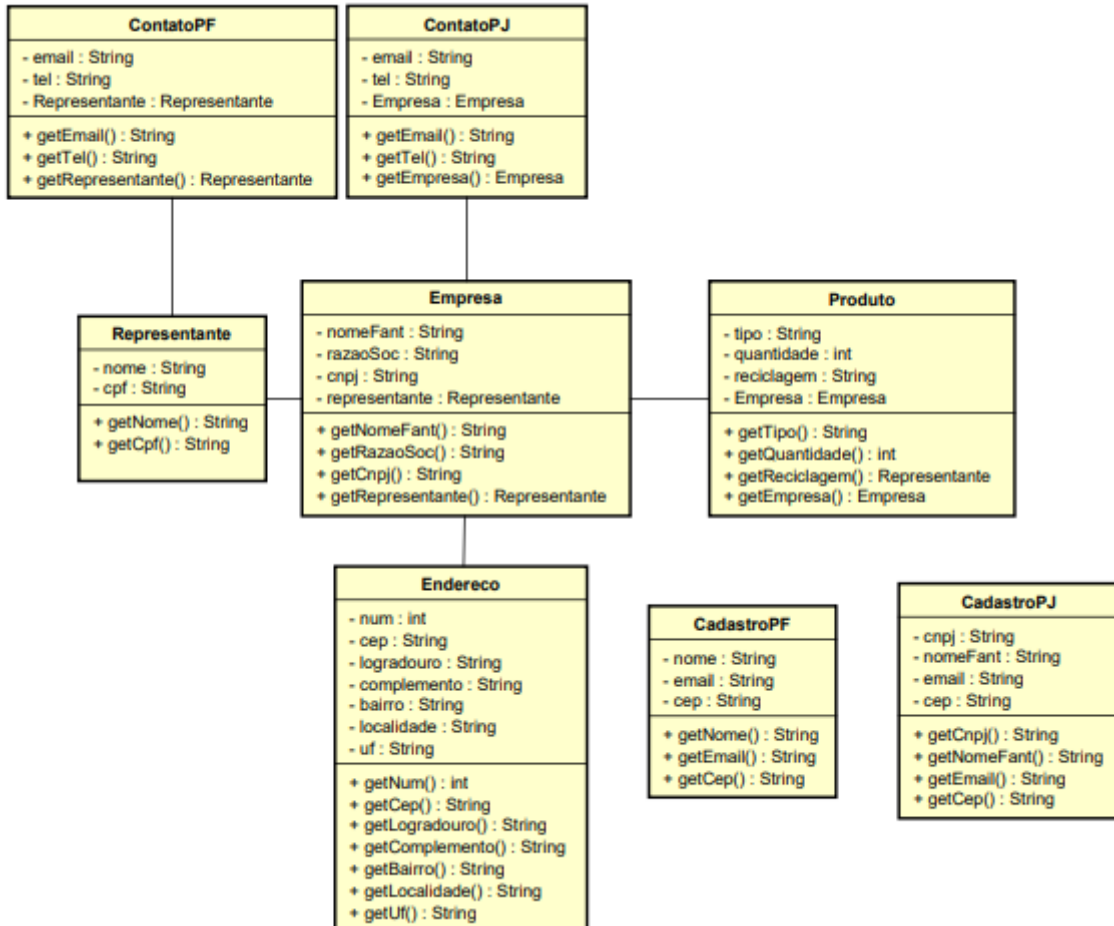 ContatoPF
- email : String
- tel : String
- Representante : Representante
+ getEmail() : String
+ getTel() : String
+ getRepresentante() : Representante
ContatoPJ
- email : String
- tel : String
- Empresa : Empresa
+ getEmail() : String
+ getTel() : String
+ getEmpresa() : Empresa
Representante
- nome : String
- cpf : String
+ getNome() : String
+ getCpf() : String
Empresa
- nomeFant : String
- razaoSoc : String
- cnpj : String
- representante : Representante
+ getNomeFant() : String
+ getRazaoSoc() : String
+ getCnpj() : String
+ getRepresentante() : Representante
Produto
- tipo : String
- quantidade : int
- reciclagem : String
- Empresa : Empresa
+ getTipo() : String
+ getQuantidade() : int
+ getReciclagem() : Representante
+ getEmpresa() : Empresa
Endereco
- num : int
- cep : String
- logradouro : String
- complemento : String
- bairro : String
- localidade : String
- uf : String
+ getNum() : int
+ getCep() : String
+ getLogradouro() : String
+ getComplemento() : String
+ getBairro() : String
+ getLocalidade() : String
+ getUf() : String
CadastroPF
- nome : String
- email : String
- cep : String
+ getNome() : String
+ getEmail() : String
+ getCep() : String
CadastroPJ
- cnpj : String
- nomeFant : String
- email : String
- cep : String
+ getCnpj() : String
+ getNomeFant() : String
+ getEmail() : String
+ getCep() : String